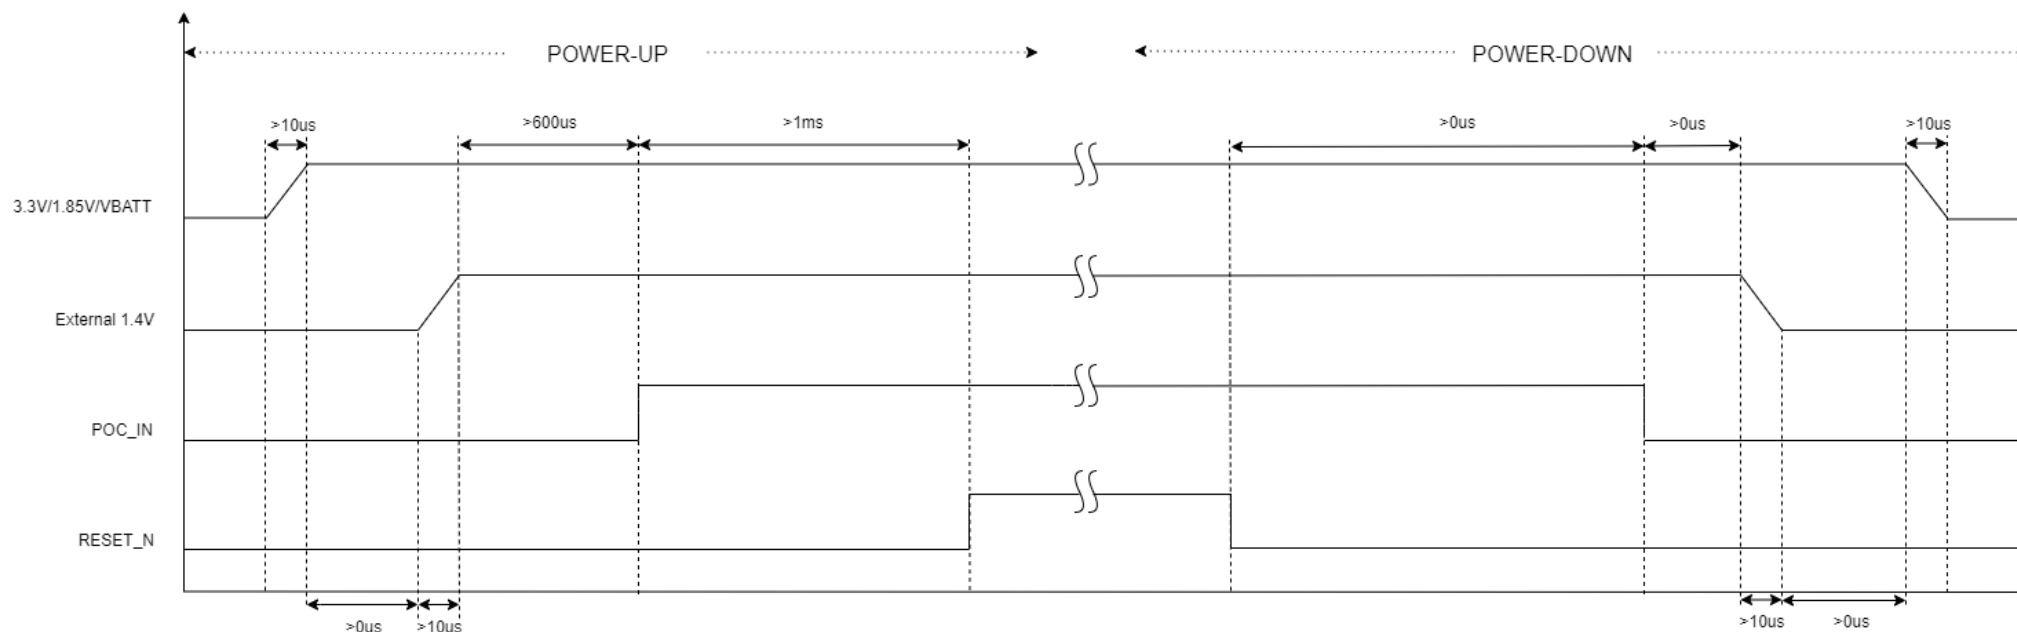 POWER-UP
POWER-DOWN
>10us
>600us
>1ms
>0us
>0us
>10us
3.3V/1.85V/VBATT
External 1.4V
POC_IN
RESET_N
>0us
>10us
>10us
>0us